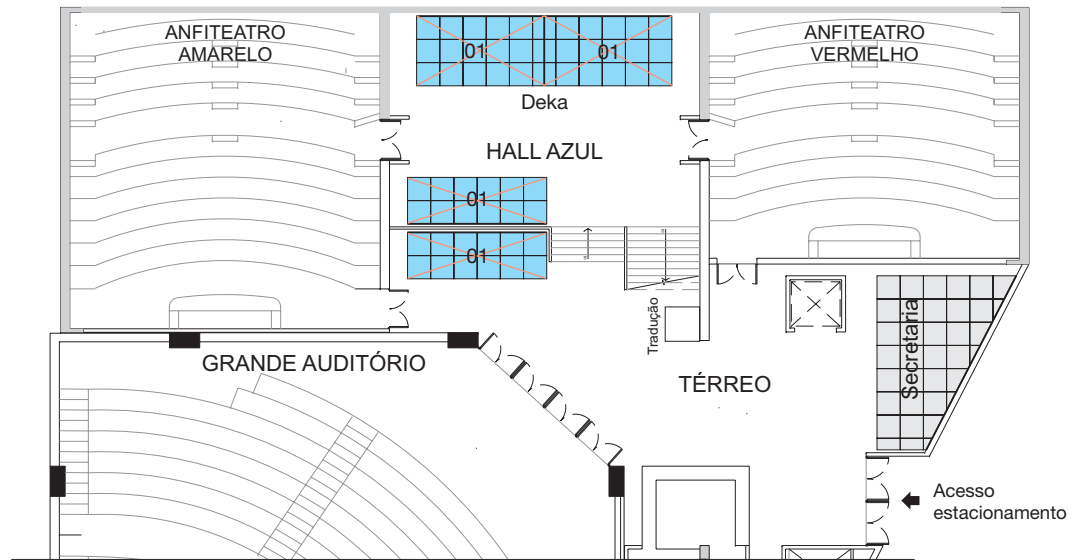 ANFITEATRO
AMARELO
01
01
ANFITEATRO
VERMELHO
Deka
HALL AZUL
01
01
Tradução
GRANDE AUDITÓRIO
TÉRREO
Secretaria
Acesso
estacionamento